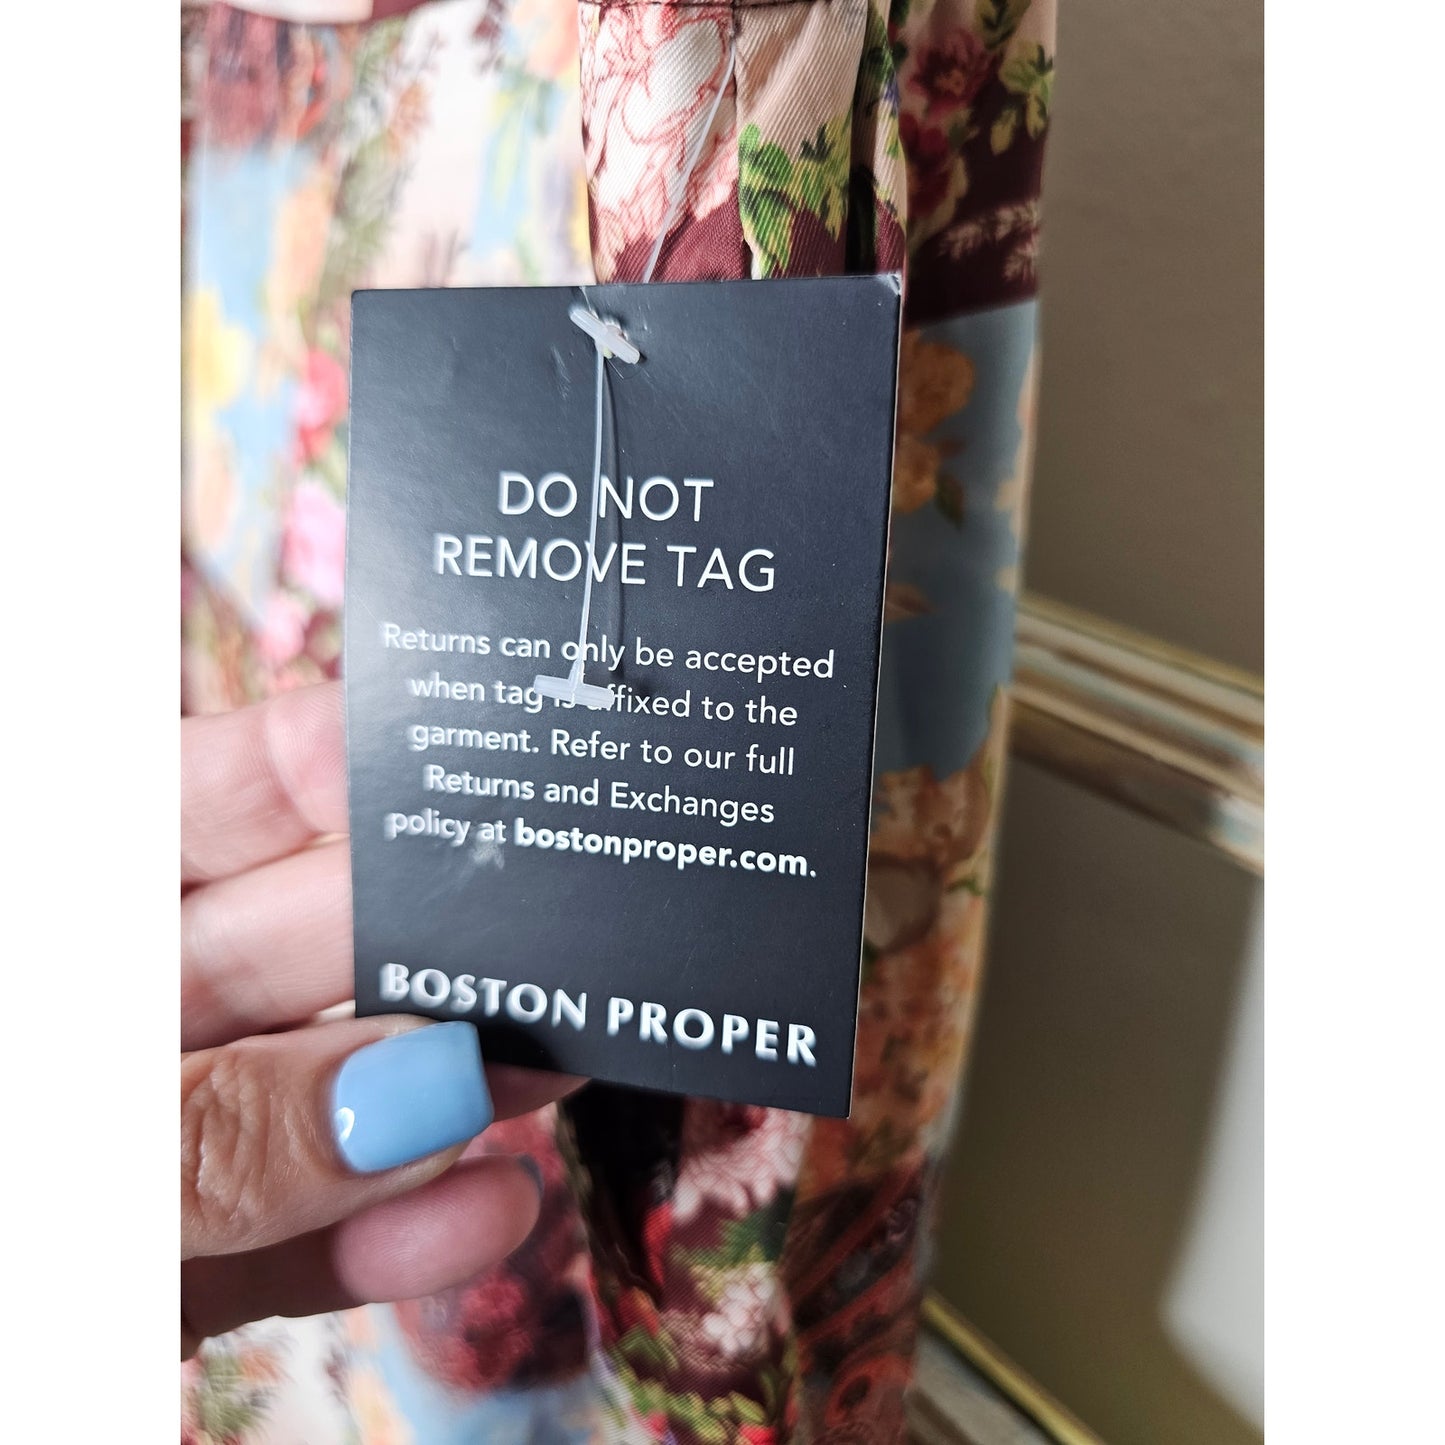 DO NOT
REMOVE TAG
Returns can only be accepted
when tag is affixed to the
garment. Refer to our full
Returns and Exchanges
policy at bostonproper.com.
BOSTON PROPER